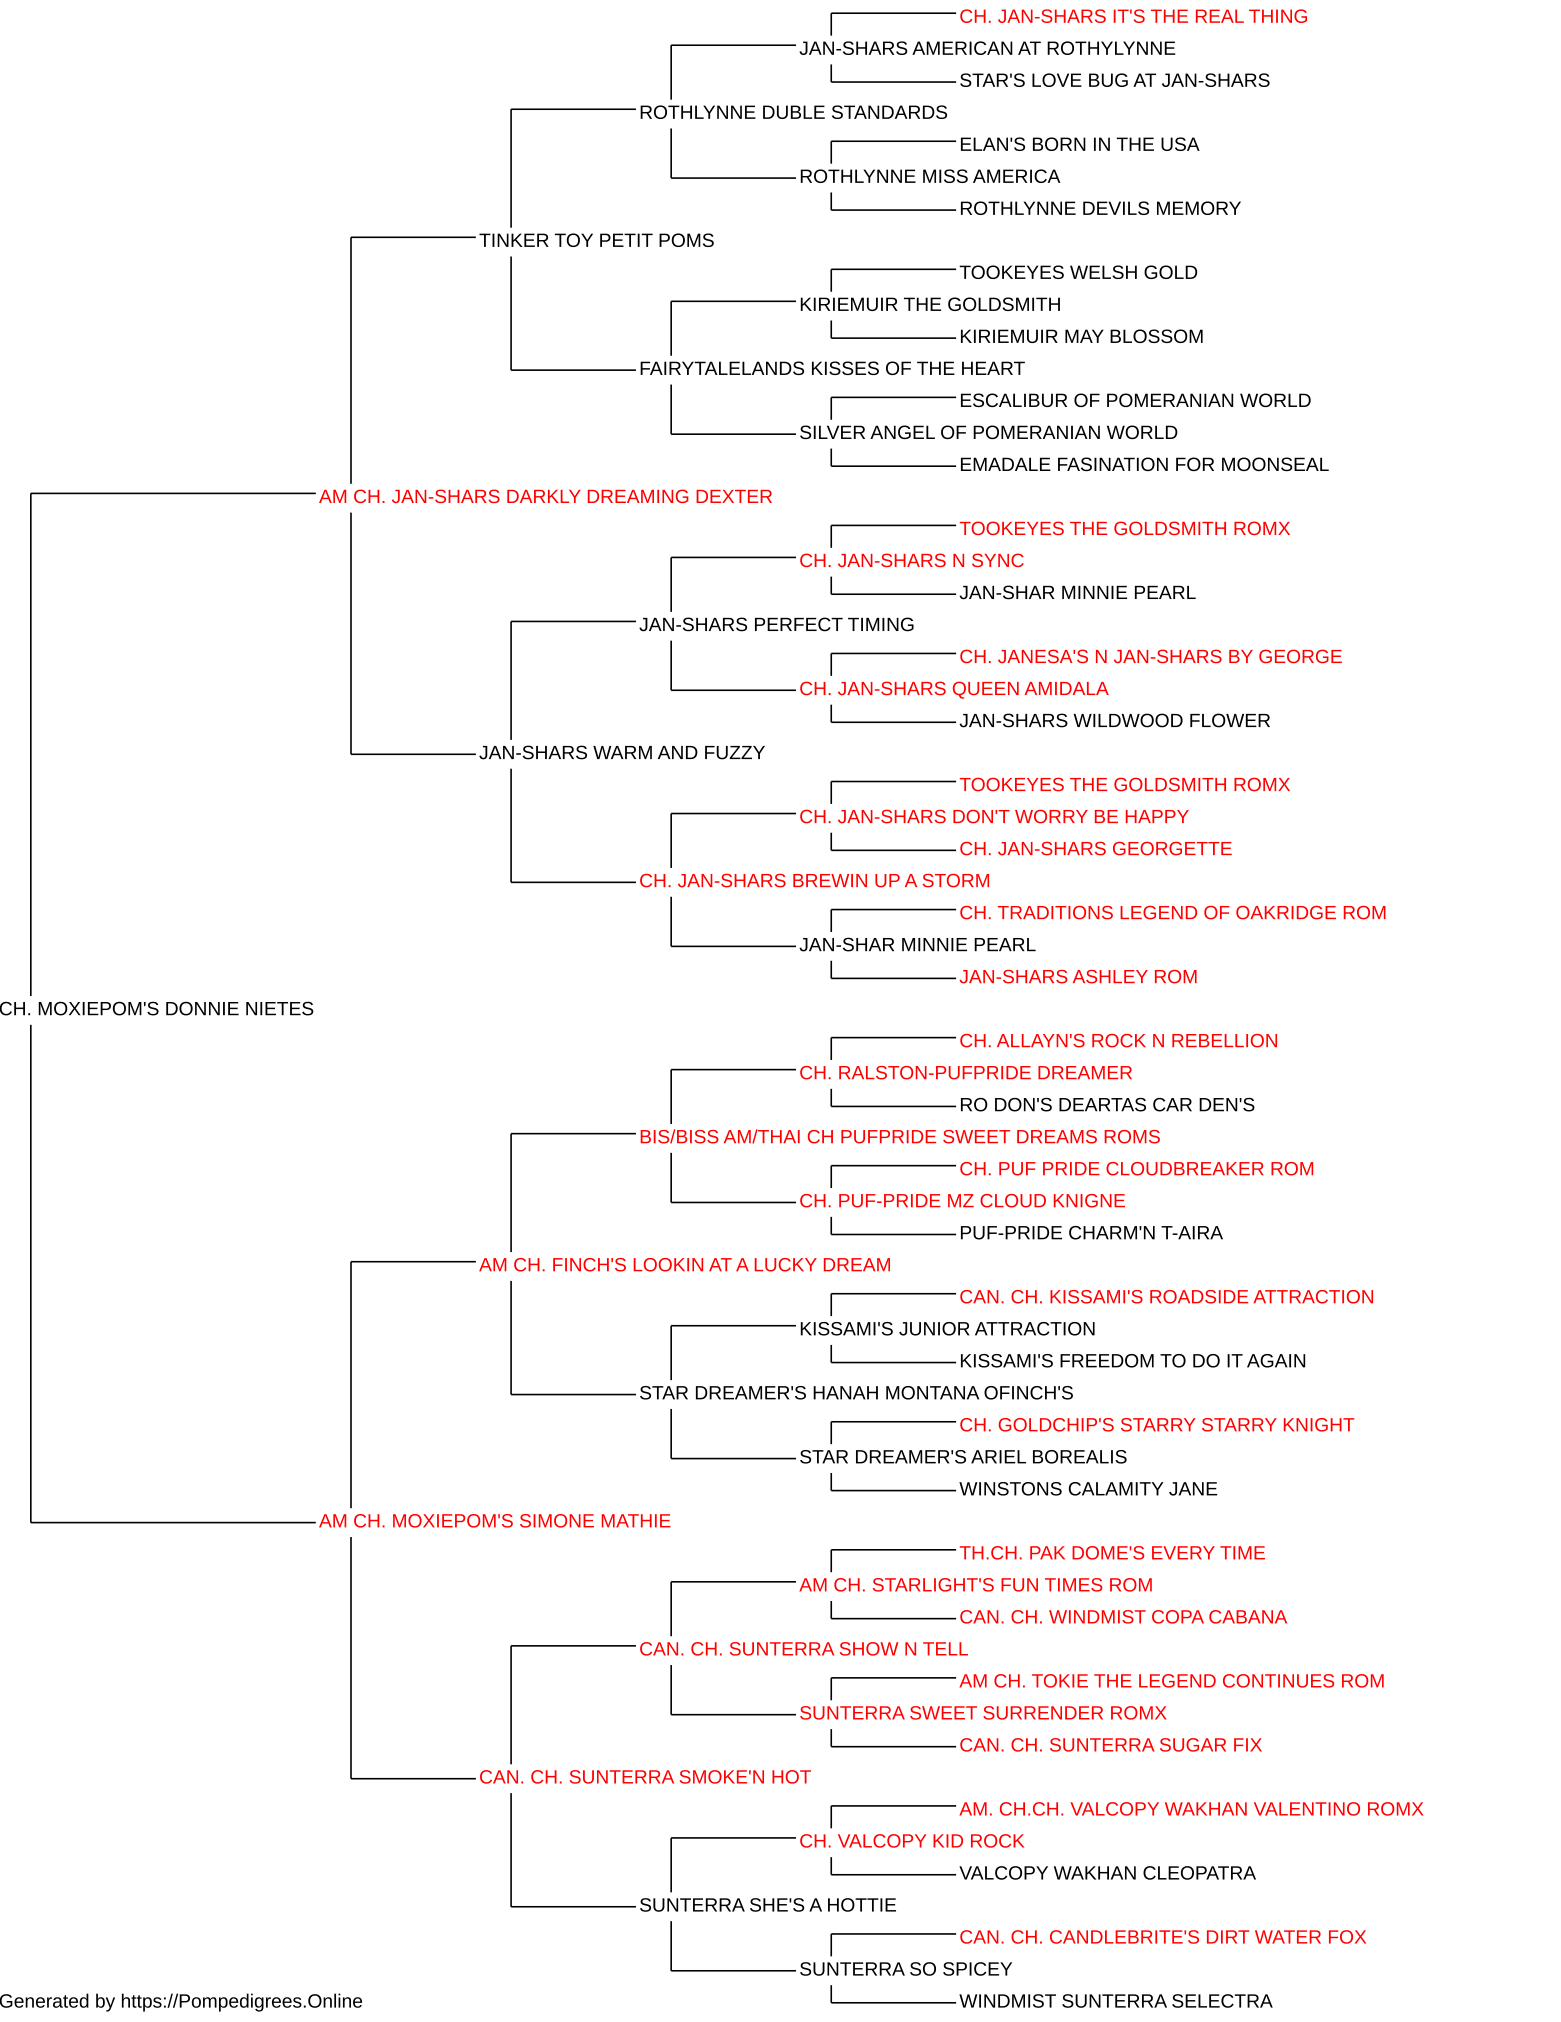 CH. JAN-SHARS IT'S THE REAL THING
JAN-SHARS AMERICAN AT ROTHYLYNNE
STAR'S LOVE BUG AT JAN-SHARS
ROTHLYNNE DUBLE STANDARDS
ELAN'S BORN IN THE USA
ROTHLYNNE MISS AMERICA
ROTHLYNNE DEVILS MEMORY
TINKER TOY PETIT POMS
TOOKEYES WELSH GOLD
KIRIEMUIR THE GOLDSMITH
KIRIEMUIR MAY BLOSSOM
FAIRYTALELANDS KISSES OF THE HEART
ESCALIBUR OF POMERANIAN WORLD
SILVER ANGEL OF POMERANIAN WORLD
EMADALE FASINATION FOR MOONSEAL
AM CH. JAN-SHARS DARKLY DREAMING DEXTER
TOOKEYES THE GOLDSMITH ROMX
CH. JAN-SHARS N SYNC
JAN-SHAR MINNIE PEARL
JAN-SHARS PERFECT TIMING
CH. JANESA'S N JAN-SHARS BY GEORGE
CH. JAN-SHARS QUEEN AMIDALA
JAN-SHARS WILDWOOD FLOWER
JAN-SHARS WARM AND FUZZY
TOOKEYES THE GOLDSMITH ROMX
CH. JAN-SHARS DON'T WORRY BE HAPPY
CH. JAN-SHARS GEORGETTE
CH. JAN-SHARS BREWIN UP A STORM
CH. TRADITIONS LEGEND OF OAKRIDGE ROM
JAN-SHAR MINNIE PEARL
JAN-SHARS ASHLEY ROM
CH. MOXIEPOM'S DONNIE NIETES
CH. ALLAYN'S ROCK N REBELLION
CH. RALSTON-PUFPRIDE DREAMER
RO DON'S DEARTAS CAR DEN'S
BIS/BISS AM/THAI CH PUFPRIDE SWEET DREAMS ROMS
CH. PUF PRIDE CLOUDBREAKER ROM
CH. PUF-PRIDE MZ CLOUD KNIGNE
PUF-PRIDE CHARM'N T-AIRA
AM CH. FINCH'S LOOKIN AT A LUCKY DREAM
CAN. CH. KISSAMI'S ROADSIDE ATTRACTION
KISSAMI'S JUNIOR ATTRACTION
KISSAMI'S FREEDOM TO DO IT AGAIN
STAR DREAMER'S HANAH MONTANA OFINCH'S
CH. GOLDCHIP'S STARRY STARRY KNIGHT
STAR DREAMER'S ARIEL BOREALIS
WINSTONS CALAMITY JANE
AM CH. MOXIEPOM'S SIMONE MATHIE
TH.CH. PAK DOME'S EVERY TIME
AM CH. STARLIGHT'S FUN TIMES ROM
CAN. CH. WINDMIST COPA CABANA
CAN. CH. SUNTERRA SHOW N TELL
AM CH. TOKIE THE LEGEND CONTINUES ROM
SUNTERRA SWEET SURRENDER ROMX
CAN. CH. SUNTERRA SUGAR FIX
CAN. CH. SUNTERRA SMOKE'N HOT
AM. CH.CH. VALCOPY WAKHAN VALENTINO ROMX
CH. VALCOPY KID ROCK
VALCOPY WAKHAN CLEOPATRA
SUNTERRA SHE'S A HOTTIE
CAN. CH. CANDLEBRITE'S DIRT WATER FOX
SUNTERRA SO SPICEY
WINDMIST SUNTERRA SELECTRA
Generated by https://Pompedigrees.Online